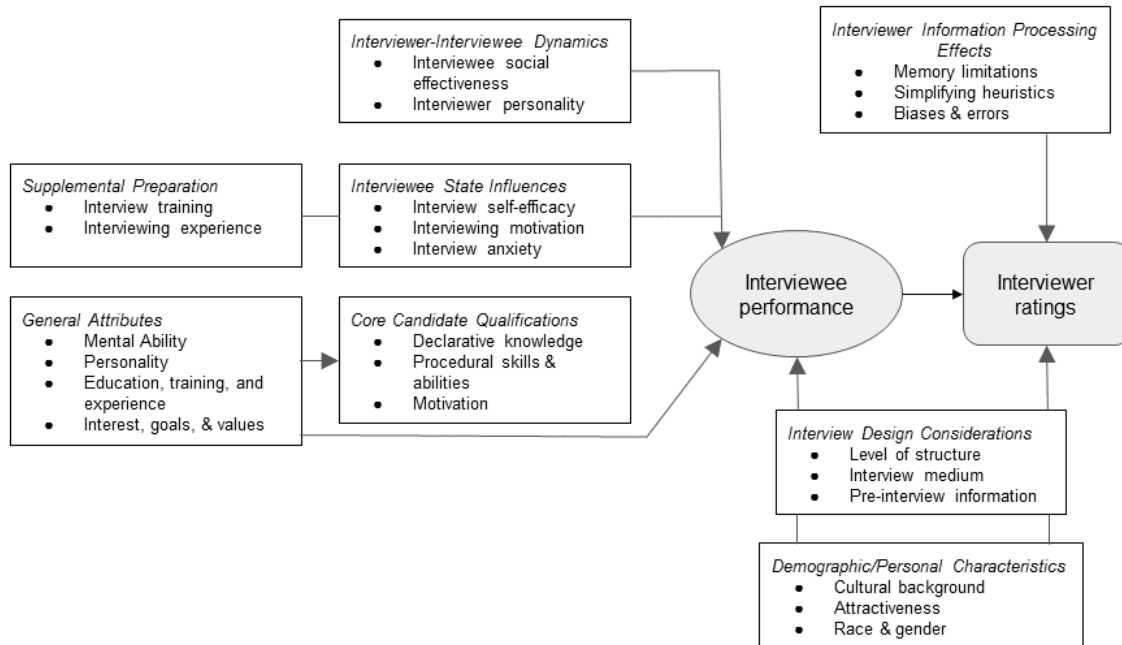 Interviewer-Interviewee Dynamics
● Interviewee social
effectiveness
● Interviewer personality
Interviewer Information Processing
Effects
● Memory limitations
● Simplifying heuristics
● Biases & errors
Supplemental Preparation
● Interview training
● Interviewing experience
Interviewee State Influences
● Interview self-efficacy
● Interviewing motivation
● Interview anxiety
Interviewee
performance
Interviewer
ratings
General Attributes
● Mental Ability
● Personality
● Education, training, and
experience
● Interest, goals, & values
Core Candidate Qualifications
● Declarative knowledge
● Procedural skills &
abilities
● Motivation
Interview Design Considerations
● Level of structure
● Interview medium
● Pre-interview information
Demographic/Personal Characteristics
● Cultural background
● Attractiveness
● Race & gender